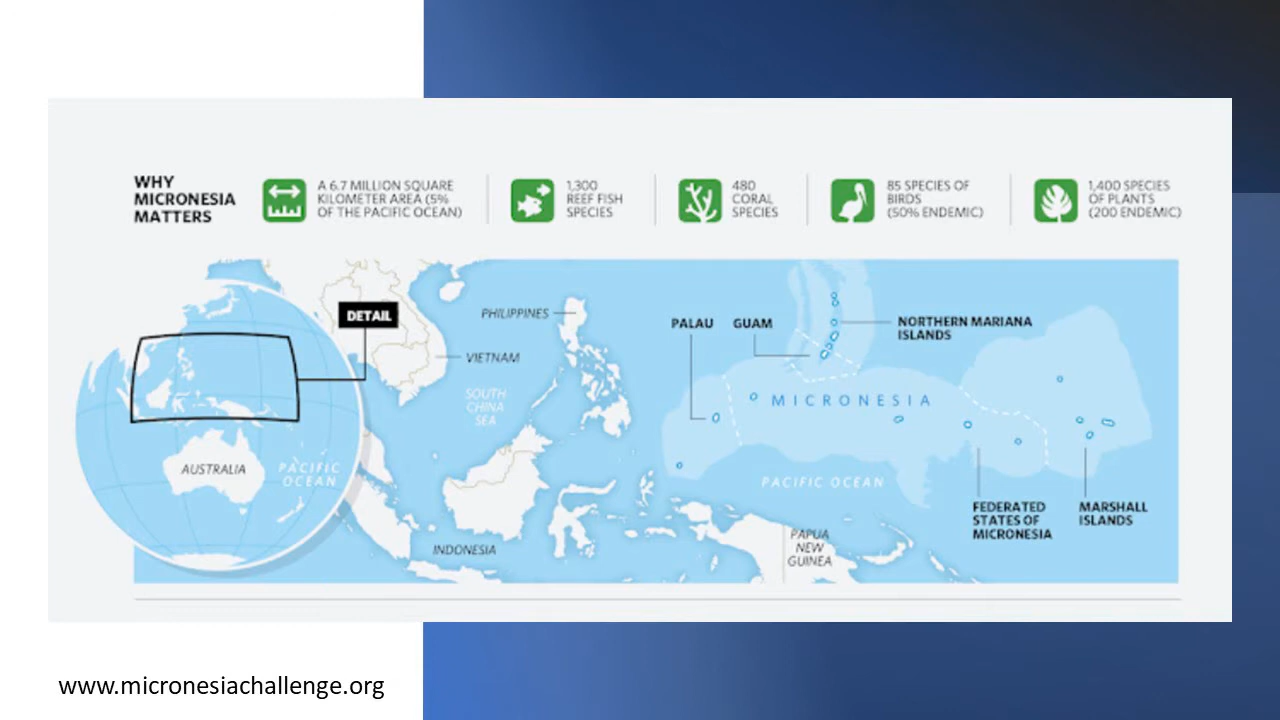 WHY
MICRONESIA
MATTERS
A 6.7 MILLION SQUARE
KILOMETER AREA (5%
OF THE PACIFIC OCEAN)
1,300
REEF FISH
SPECIES
480
CORAL
SPECIES
85 SPECIES OF
BIRDS
(50% ENDEMIC)
1,400 SPECIES
OF PLANTS
(200 ENDEMIC)
DETAIL
PHILIPPINES
VIETNAM
SOUTH
CHINA
SEA
PALAU
GUAM
NORTHERN MARIANA
ISLANDS
MICRONESIA
AUSTRALIA
PACIFIC
OCEAN
PACIFIC OCEAN
INDONESIA
PAPUA
NEW
GUINEA
FEDERATED
STATES OF
MICRONESIA
MARSHALL
ISLANDS
www.micronesiachallenge.org